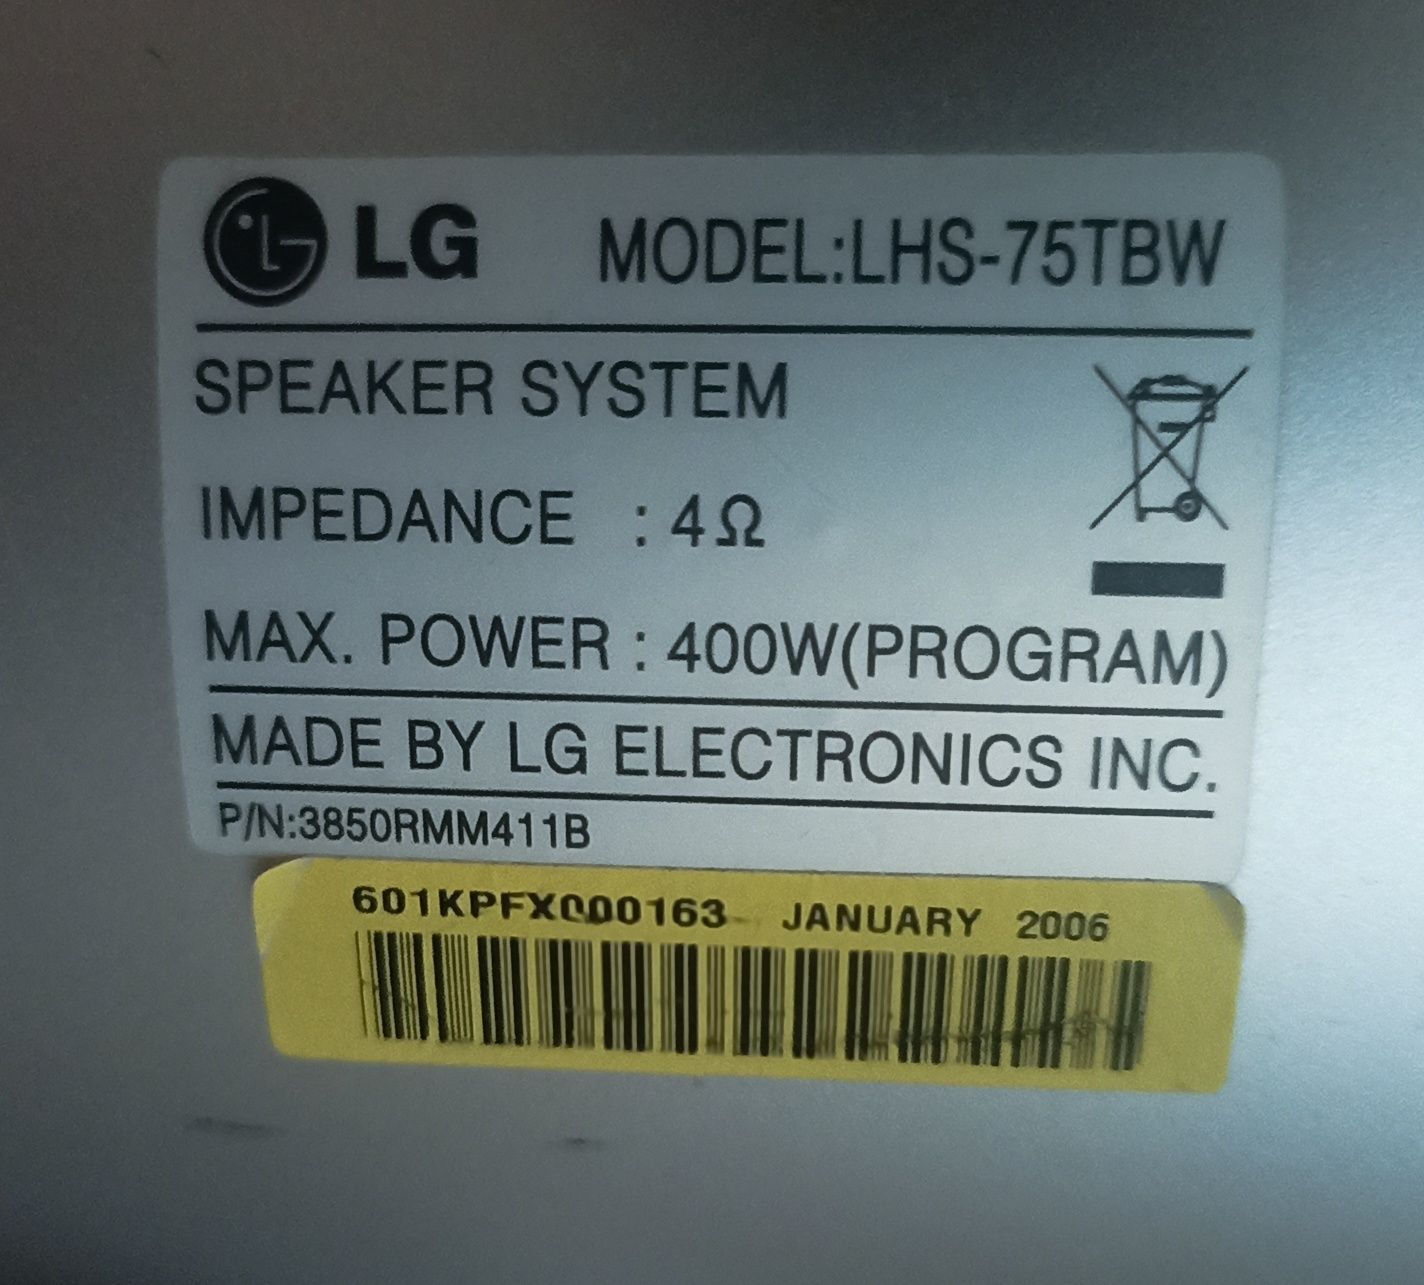 LG MODEL:LHS-75TBW
SPEAKER SYSTEM
IMPEDANCE : 4Ω
MAX. POWER : 400W(PROGRAM)
MADE BY LG ELECTRONICS INC.
P/N:3850RMM411B
601KPFX000163 JANUARY 2006